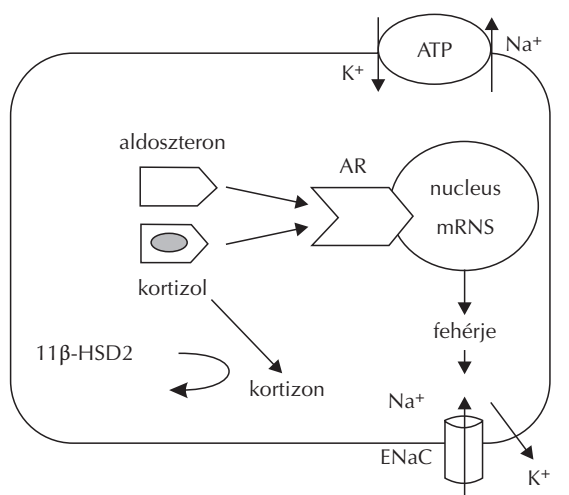 ATP
Na⁺
K⁺
aldoszteron
AR
nucleus
mRNS
kortizol
fehérje
11β-HSD2
kortizon
Na⁺
ENaC
K⁺